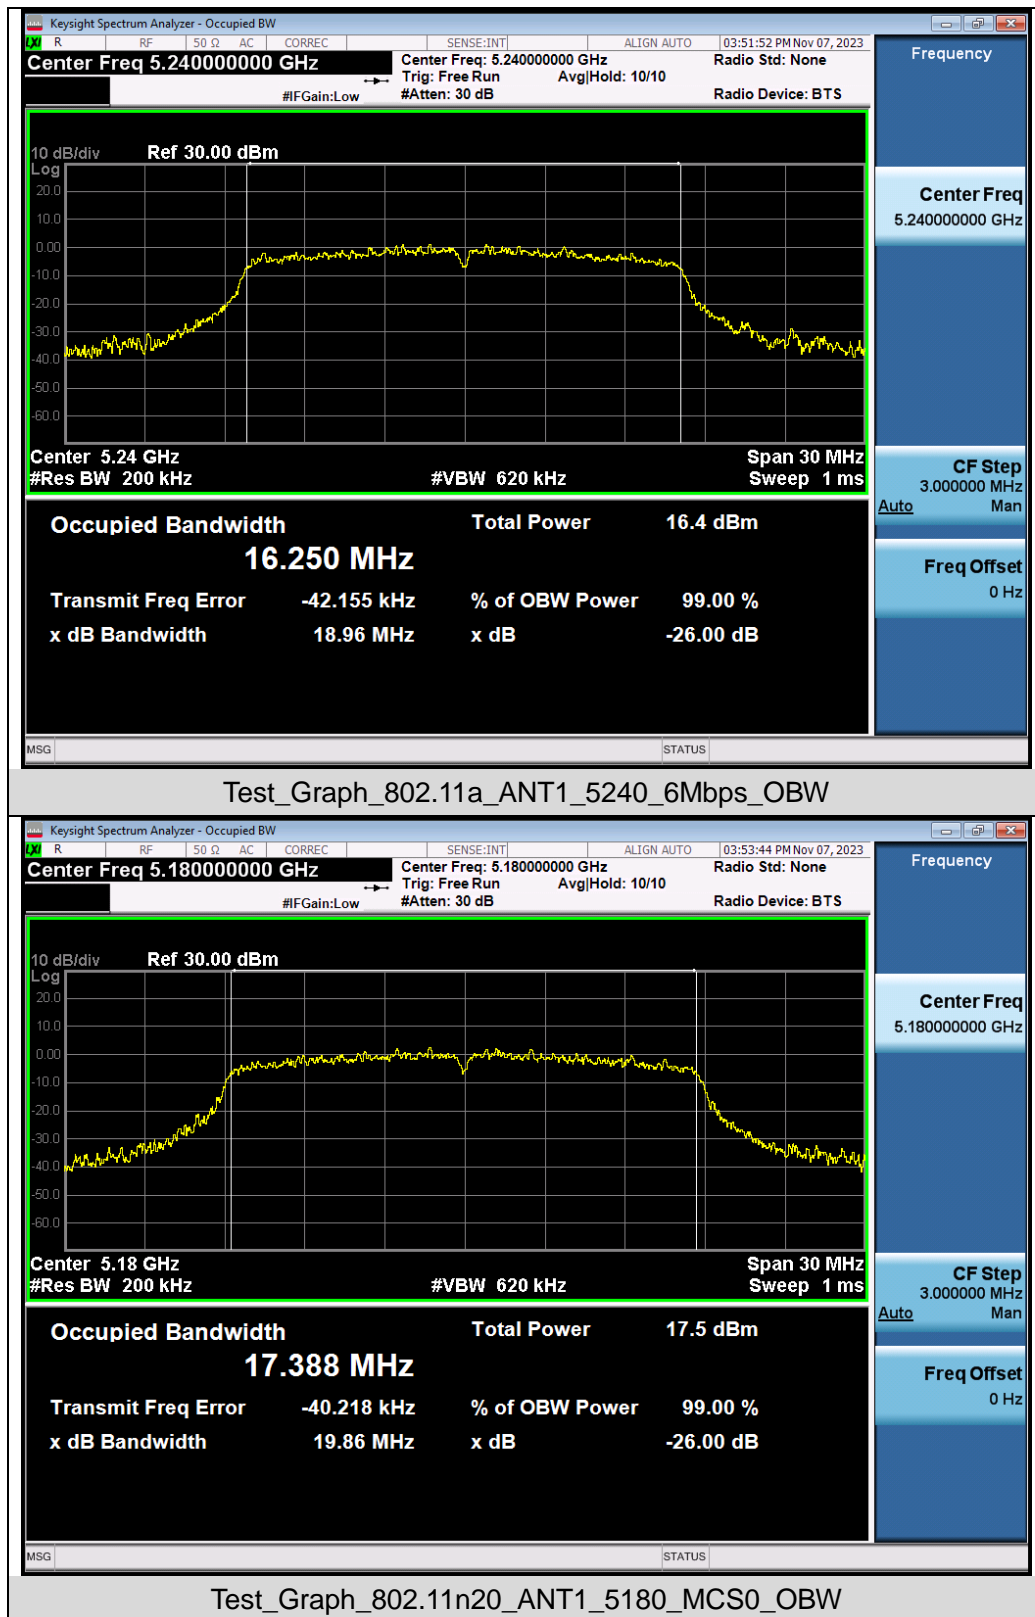 Keysight Spectrum Analyzer - Occupied BW
LXI R RF 50 Ω AC CORREC SENSE:INT ALIGN AUTO 03:51:52 PM Nov 07, 2023
Center Freq 5.240000000 GHz
Center Freq: 5.240000000 GHz
Radio Std: None
Trig: Free Run Avg|Hold: 10/10
#IFGain:Low
#Atten: 30 dB
Radio Device: BTS
Frequency
10 dB/div Ref 30.00 dBm
Log
20.0
10.0
0.00
-10.0
-20.0
-30.0
-40.0
-50.0
-60.0
Center 5.24 GHz Span 30 MHz
#Res BW 200 kHz #VBW 620 kHz Sweep 1 ms
Center Freq
5.240000000 GHz
CF Step
3.000000 MHz
Auto Man
Freq Offset
0 Hz
Occupied Bandwidth Total Power 16.4 dBm
16.250 MHz
Transmit Freq Error -42.155 kHz % of OBW Power 99.00 %
x dB Bandwidth 18.96 MHz x dB -26.00 dB
MSG STATUS
Test_Graph_802.11a_ANT1_5240_6Mbps_OBW
Keysight Spectrum Analyzer - Occupied BW
LXI R RF 50 Ω AC CORREC SENSE:INT ALIGN AUTO 03:53:44 PM Nov 07, 2023
Center Freq 5.180000000 GHz
Center Freq: 5.180000000 GHz
Radio Std: None
Trig: Free Run Avg|Hold: 10/10
#IFGain:Low
#Atten: 30 dB
Radio Device: BTS
Frequency
10 dB/div Ref 30.00 dBm
Log
20.0
10.0
0.00
-10.0
-20.0
-30.0
-40.0
-50.0
-60.0
Center 5.18 GHz Span 30 MHz
#Res BW 200 kHz #VBW 620 kHz Sweep 1 ms
Center Freq
5.180000000 GHz
CF Step
3.000000 MHz
Auto Man
Freq Offset
0 Hz
Occupied Bandwidth Total Power 17.5 dBm
17.388 MHz
Transmit Freq Error -40.218 kHz % of OBW Power 99.00 %
x dB Bandwidth 19.86 MHz x dB -26.00 dB
MSG STATUS
Test_Graph_802.11n20_ANT1_5180_MCS0_OBW